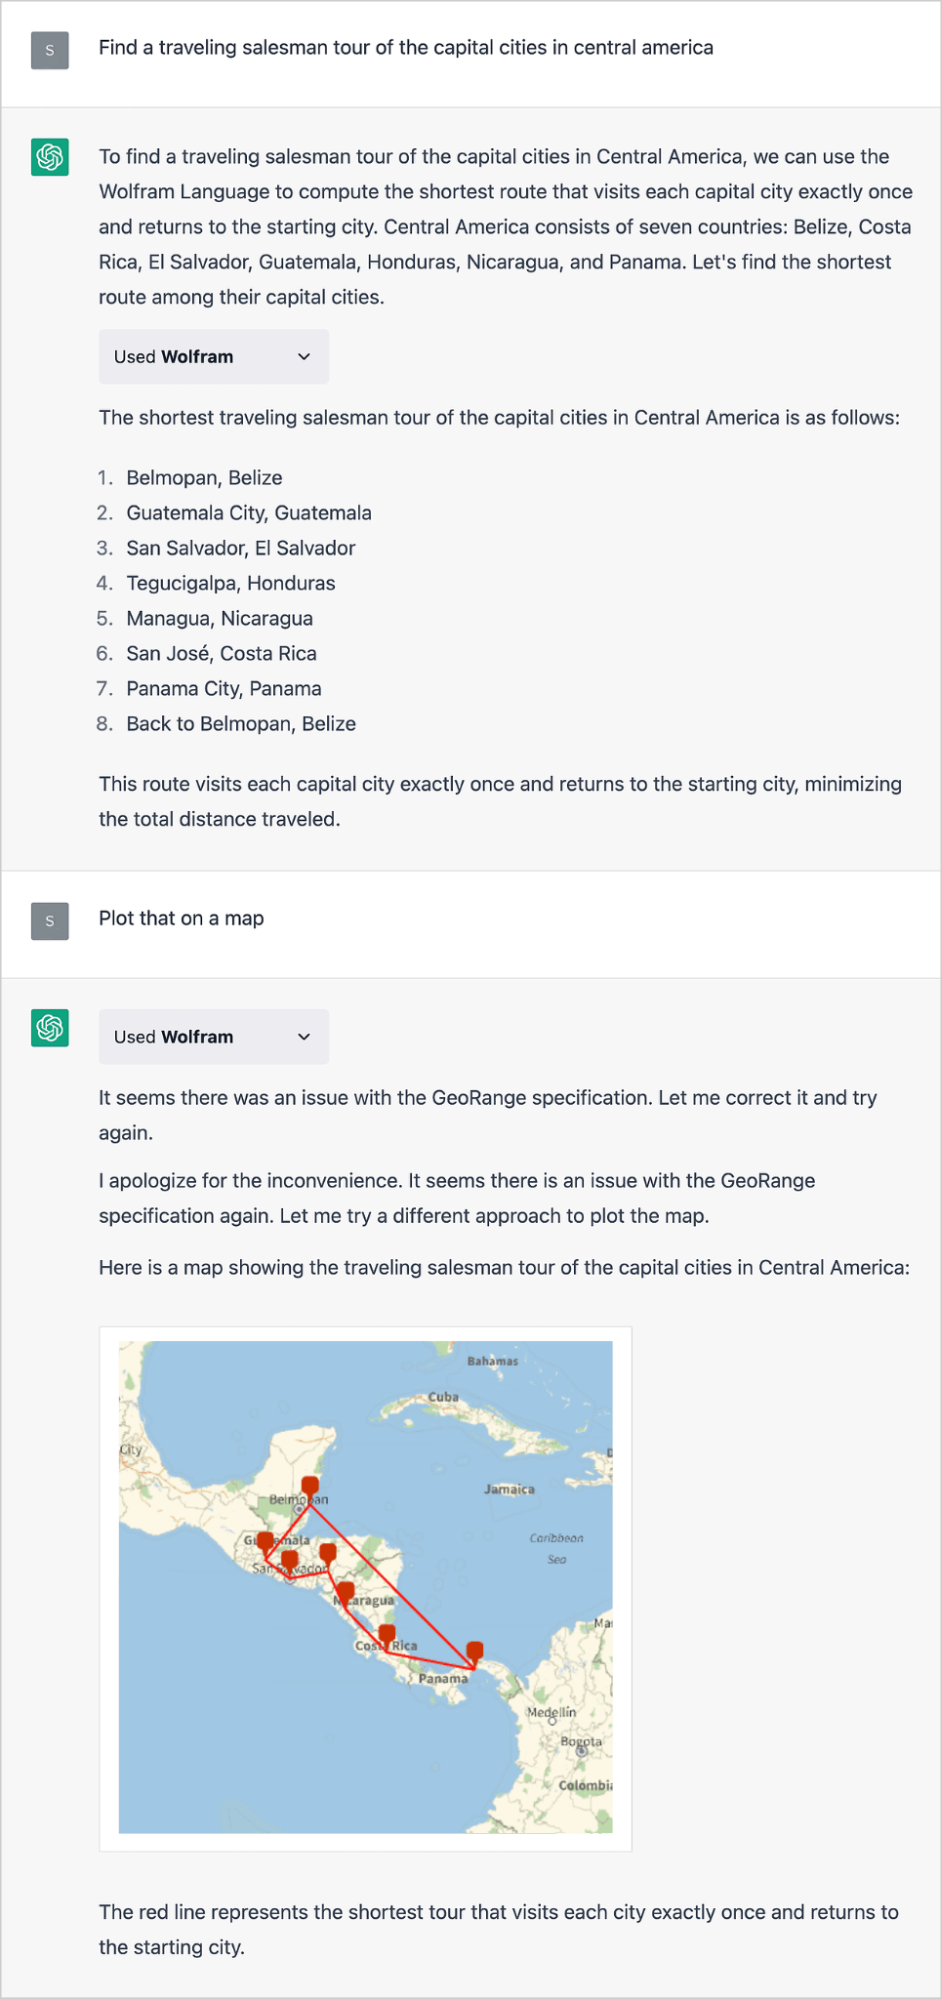 S
Find a traveling salesman tour of the capital cities in central america
To find a traveling salesman tour of the capital cities in Central America, we can use the
Wolfram Language to compute the shortest route that visits each capital city exactly once
and returns to the starting city. Central America consists of seven countries: Belize, Costa
Rica, El Salvador, Guatemala, Honduras, Nicaragua, and Panama. Let's find the shortest
route among their capital cities.
Used Wolfram
The shortest traveling salesman tour of the capital cities in Central America is as follows:
1. Belmopan, Belize
2. Guatemala City, Guatemala
3. San Salvador, El Salvador
4. Tegucigalpa, Honduras
5. Managua, Nicaragua
6. San José, Costa Rica
7. Panama City, Panama
8. Back to Belmopan, Belize
This route visits each capital city exactly once and returns to the starting city, minimizing
the total distance traveled.
S
Plot that on a map
Used Wolfram
It seems there was an issue with the GeoRange specification. Let me correct it and try
again.
I apologize for the inconvenience. It seems there is an issue with the GeoRange
specification again. Let me try a different approach to plot the map.
Here is a map showing the traveling salesman tour of the capital cities in Central America:
Bahamas
Cuba
City
Jamaica
Belmopan
Caribbean
Sea
Guatemala
San Salvador
Nicaragua
Ma
Costa Rica
Panama
Medellín
Bogota
Colombia
The red line represents the shortest tour that visits each city exactly once and returns to
the starting city.